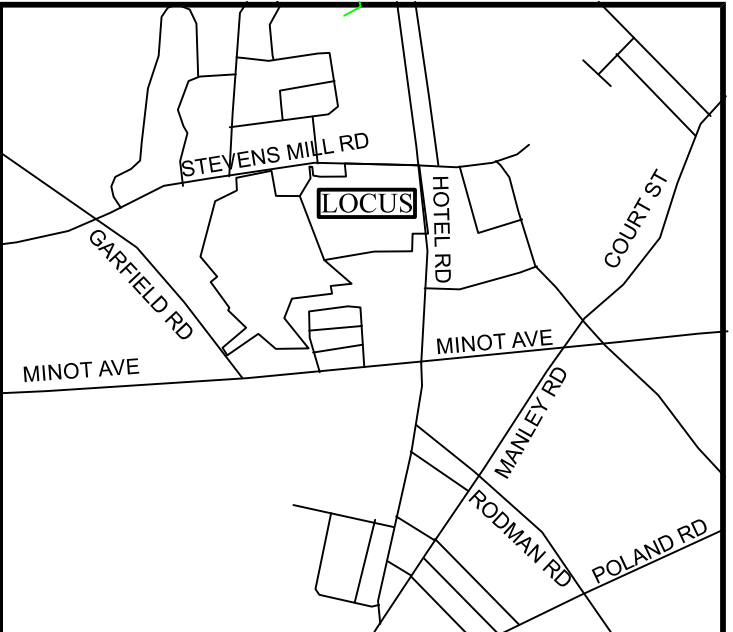 STEVENS MILL RD
LOCUS
HOTEL RD
COURT ST
GARFIELD RD
MINOT AVE
MINOT AVE
MANLEY RD
RODMAN RD
POLAND RD